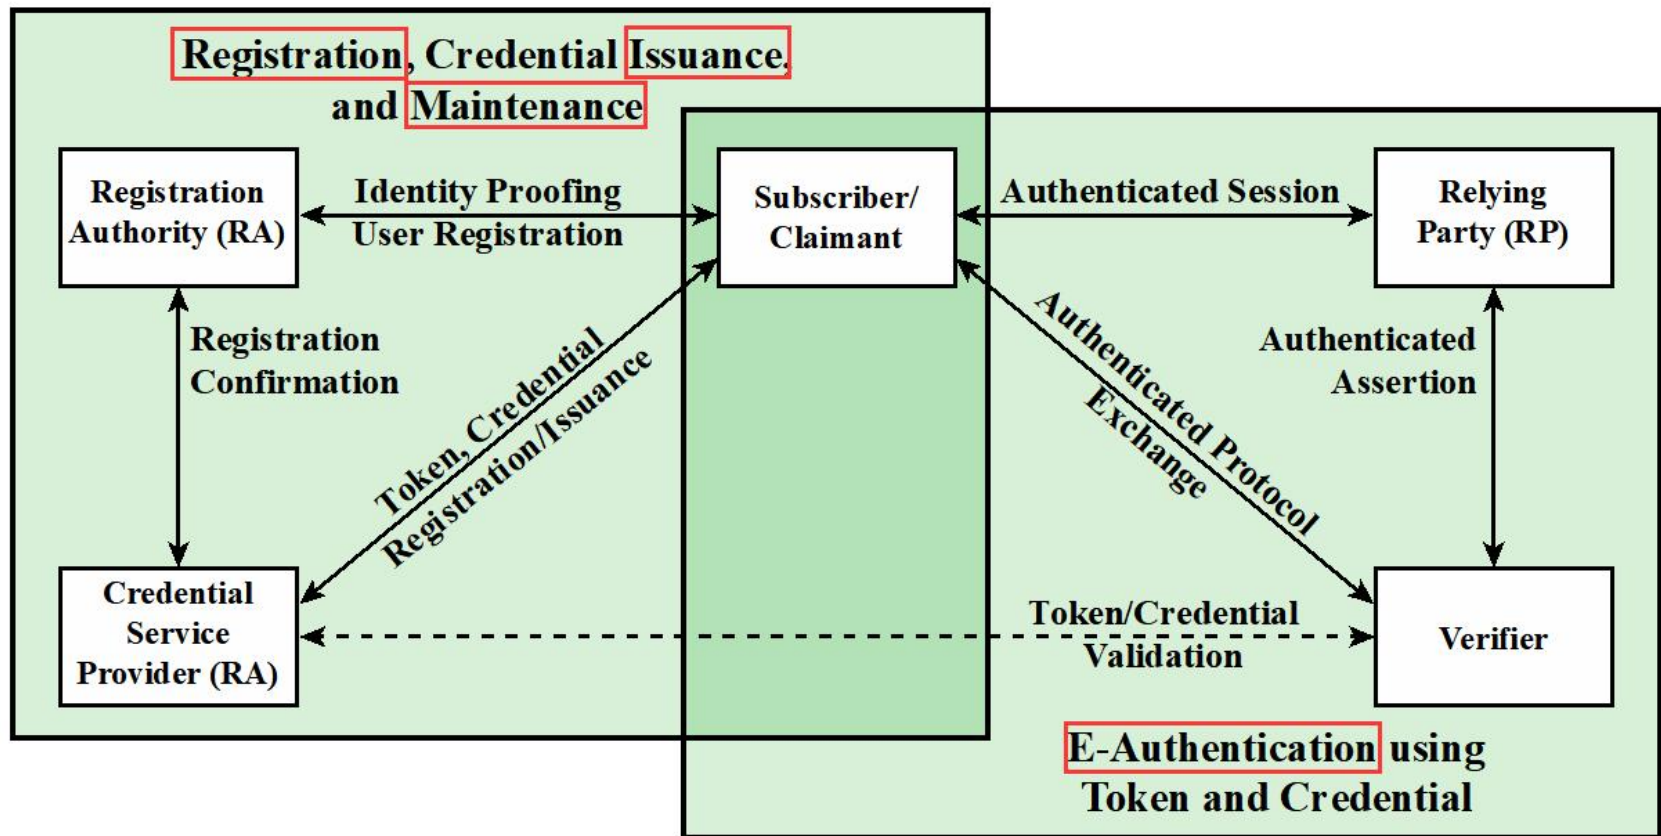 Registration, Credential Issuance,
and Maintenance
Registration
Authority (RA)
Identity Proofing
User Registration
Subscriber/
Claimant
Authenticated Session
Relying
Party (RP)
Registration
Confirmation
Token, Credential
Registration/Issuance
Authenticated Protocol
Exchange
Authenticated
Assertion
Credential
Service
Provider (RA)
Token/Credential
Validation
Verifier
E-Authentication using
Token and Credential